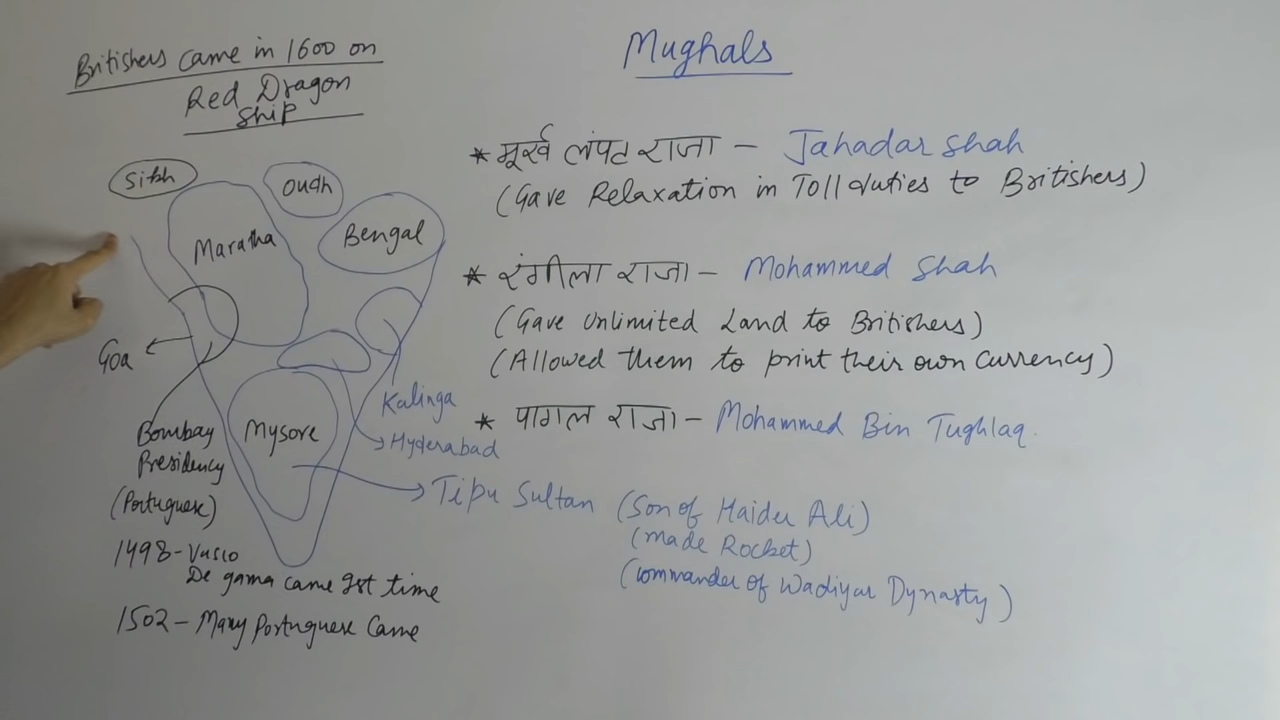 Britishers came in 1600 on
Red Dragon
Ship
Sikh
Oudh
Maratha
Bengal
Goa
Bombay
Presidency
(Portuguese)
Mysore
Kalinga
Hyderabad
1498 - Vasco
De gama came 1st time
1502 - Many Portuguese Came
Mughals
* मूर्ख लंपट राजा - Jahadar Shah
(Gave Relaxation in Toll duties to Britishers)
* रंगीला राजा - Mohammed Shah
(Gave Unlimited Land to Britishers)
(Allowed them to print their own currency)
* पागल राजा - Mohammed Bin Tughlaq.
Tipu Sultan (Son of Haider Ali)
(made Rocket)
(Commander of Wadiyar Dynasty)